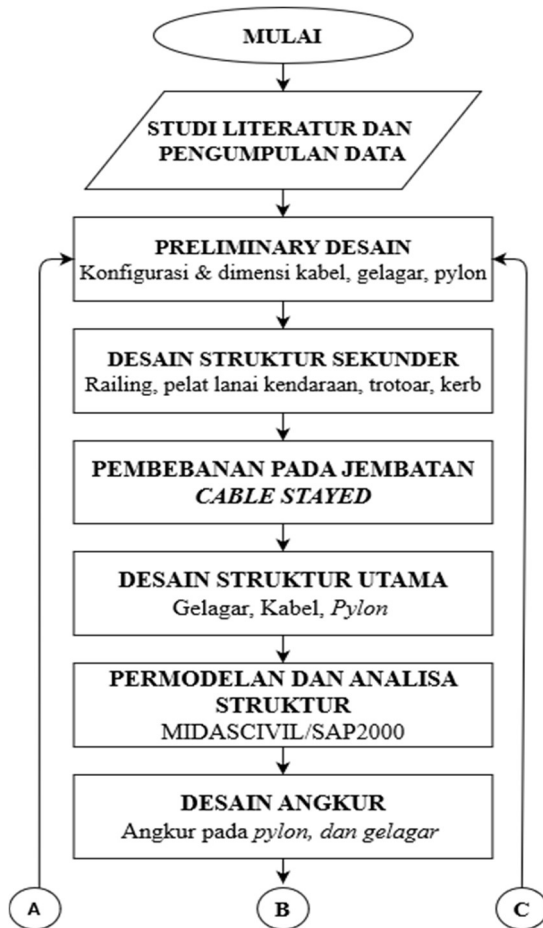 MULAI
STUDI LITERATUR DAN
PENGUMPULAN DATA
PRELIMINARY DESAIN
Konfigurasi & dimensi kabel, gelagar, pylon
DESAIN STRUKTUR SEKUNDER
Railing, pelat lanai kendaraan, trotoar, kerb
PEMBEBANAN PADA JEMBATAN
CABLE STAYED
DESAIN STRUKTUR UTAMA
Gelagar, Kabel, Pylon
PERMODELAN DAN ANALISA
STRUKTUR
MIDASCIVIL/SAP2000
DESAIN ANGKUR
Angkur pada pylon, dan gelagar
A
B
C